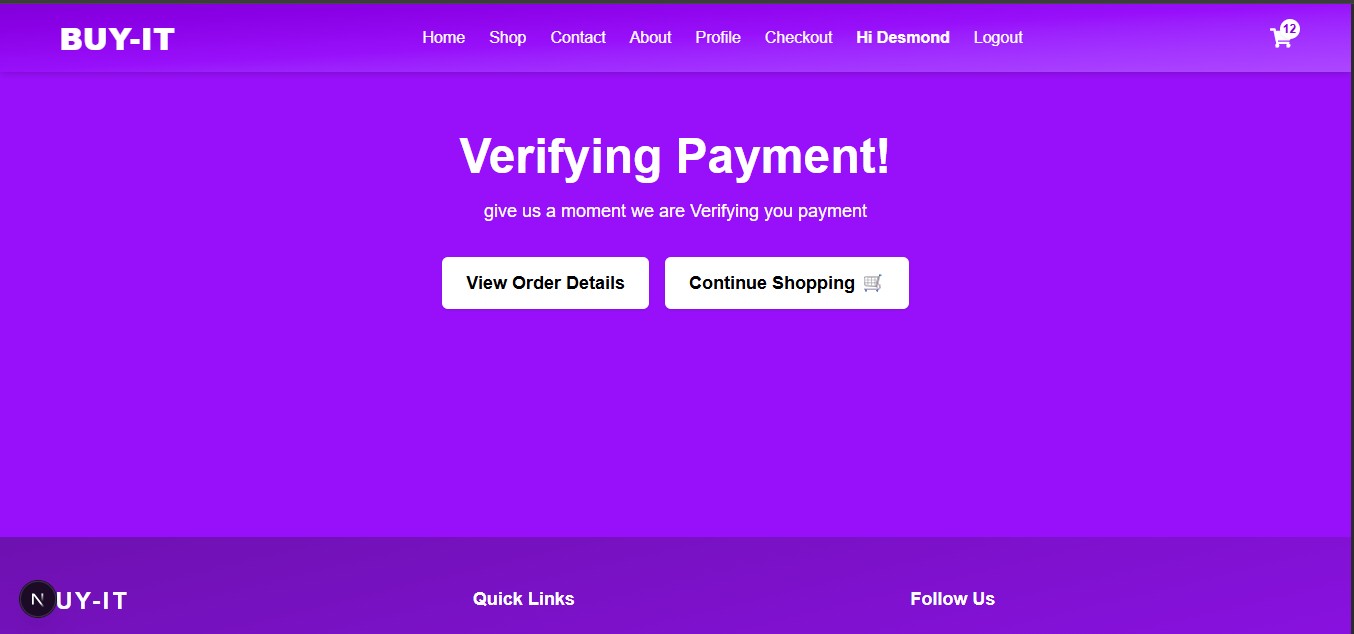 BUY-IT Home Shop Contact About Profile Checkout Hi Desmond Logout 12
Verifying Payment!
give us a moment we are Verifying you payment
View Order Details Continue Shopping 🛒
N UY-IT Quick Links Follow Us